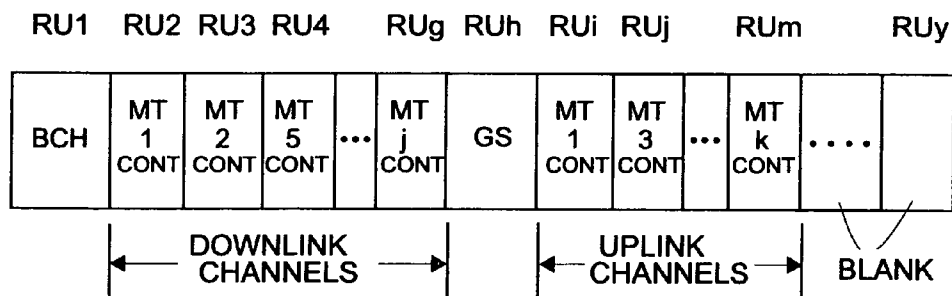 RU1 RU2 RU3 RU4 RUg RUh RUi RUj RUm RUy
BCH MT 1 CONT MT 2 CONT MT 5 CONT ... MT j CONT GS MT 1 CONT MT 3 CONT ... MT k CONT ....
DOWNLINK CHANNELS UPLINK CHANNELS BLANK